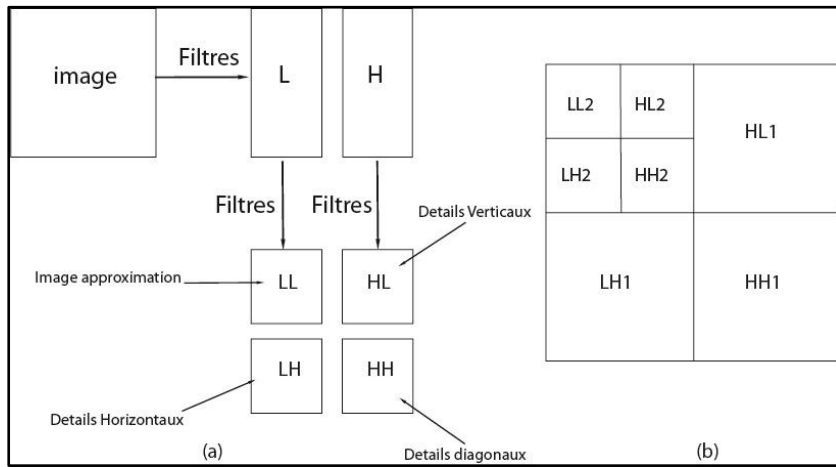 image
Filtres
L
H
Filtres
Filtres
Details Verticaux
Image approximation
LL
HL
LH
HH
Details Horizontaux
Details diagonaux
(a)
LL2
HL2
HL1
LH2
HH2
LH1
HH1
(b)